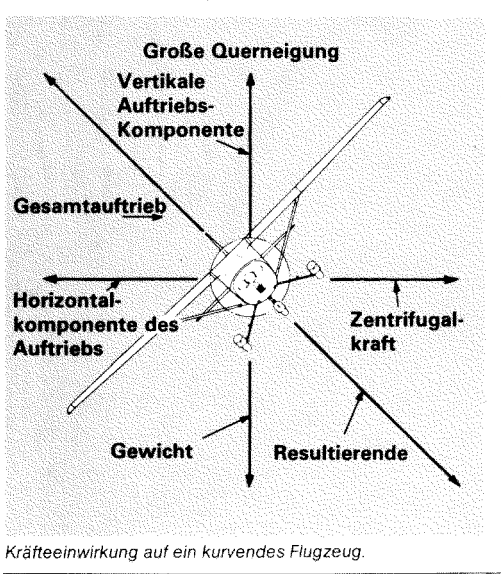 Große Querneigung
Vertikale
Auftriebs-
Komponente
Gesamtauftrieb
Horizontal-
komponente des
Auftriebs
Zentrifugal-
kraft
Gewicht
Resultierende
Kräfteeinwirkung auf ein kurvendes Flugzeug.